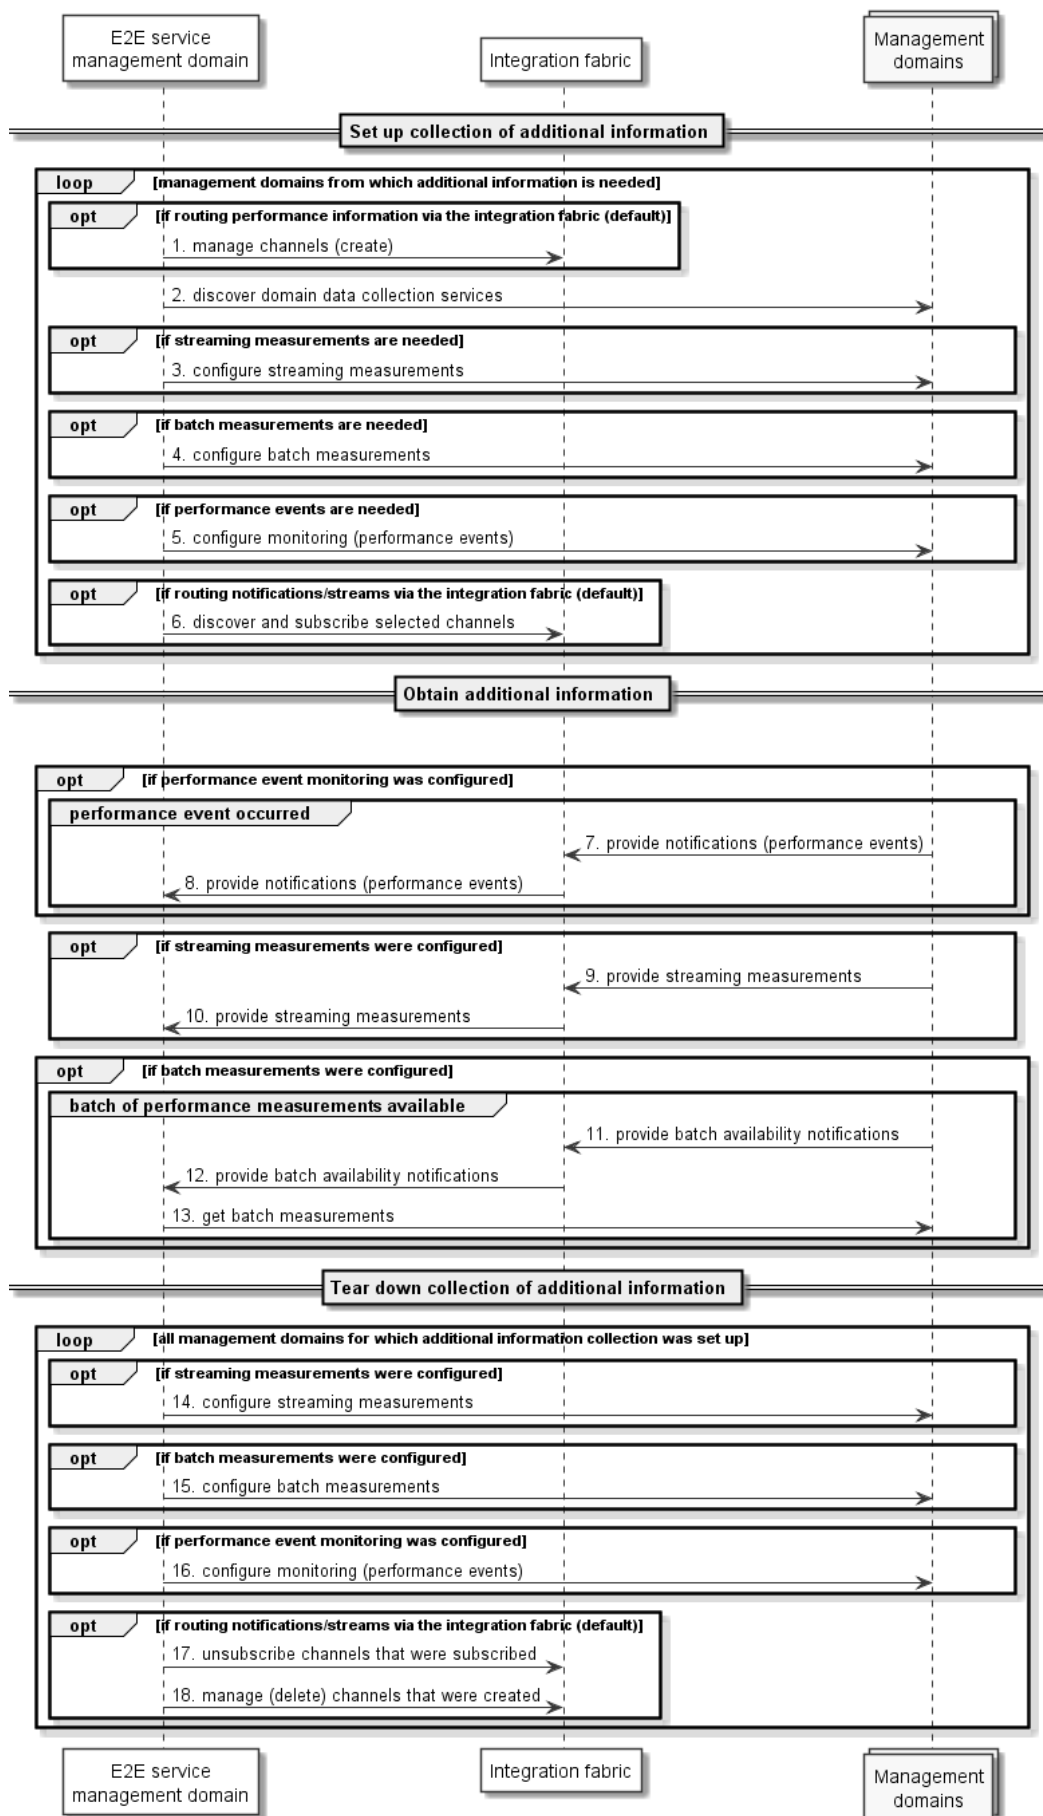 E2E service
management domain
Integration fabric
Management
domains
Set up collection of additional information
loop [management domains from which additional information is needed]
opt [if routing performance information via the integration fabric (default)]
1. manage channels (create)
2. discover domain data collection services
opt [if streaming measurements are needed]
3. configure streaming measurements
opt [if batch measurements are needed]
4. configure batch measurements
opt [if performance events are needed]
5. configure monitoring (performance events)
opt [if routing notifications/streams via the integration fabric (default)]
6. discover and subscribe selected channels
Obtain additional information
opt [if performance event monitoring was configured]
performance event occurred
7. provide notifications (performance events)
8. provide notifications (performance events)
opt [if streaming measurements were configured]
9. provide streaming measurements
10. provide streaming measurements
opt [if batch measurements were configured]
batch of performance measurements available
11. provide batch availability notifications
12. provide batch availability notifications
13. get batch measurements
Tear down collection of additional information
loop [all management domains for which additional information collection was set up]
opt [if streaming measurements were configured]
14. configure streaming measurements
opt [if batch measurements were configured]
15. configure batch measurements
opt [if performance event monitoring was configured]
16. configure monitoring (performance events)
opt [if routing notifications/streams via the integration fabric (default)]
17. unsubscribe channels that were subscribed
18. manage (delete) channels that were created
E2E service
management domain
Integration fabric
Management
domains